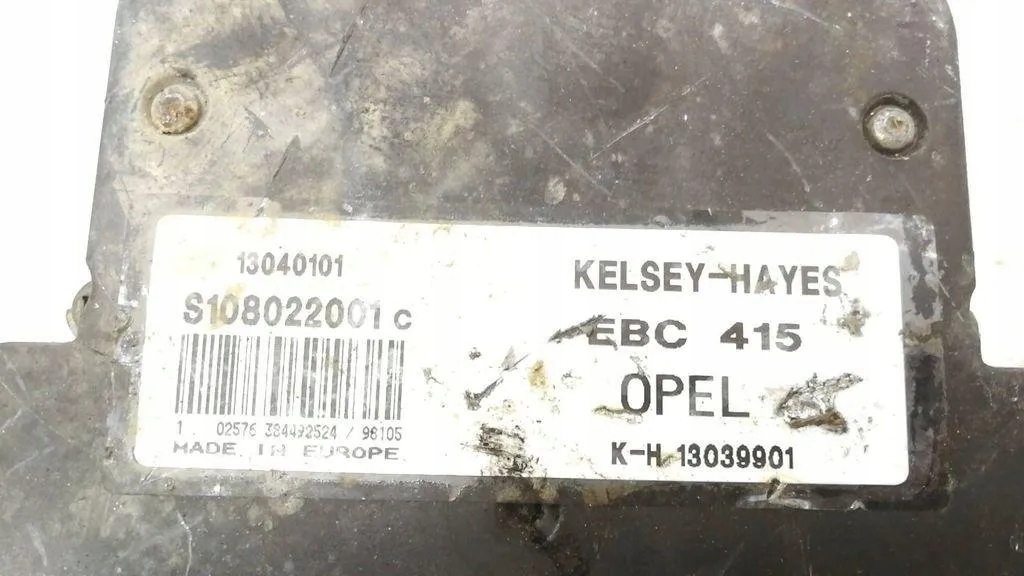 13040101
S108022001 C
1 02576 384492524 / 98105
MADE IN EUROPE
KELSEY-HAYES
EBC 415
OPEL
K-H 13039901